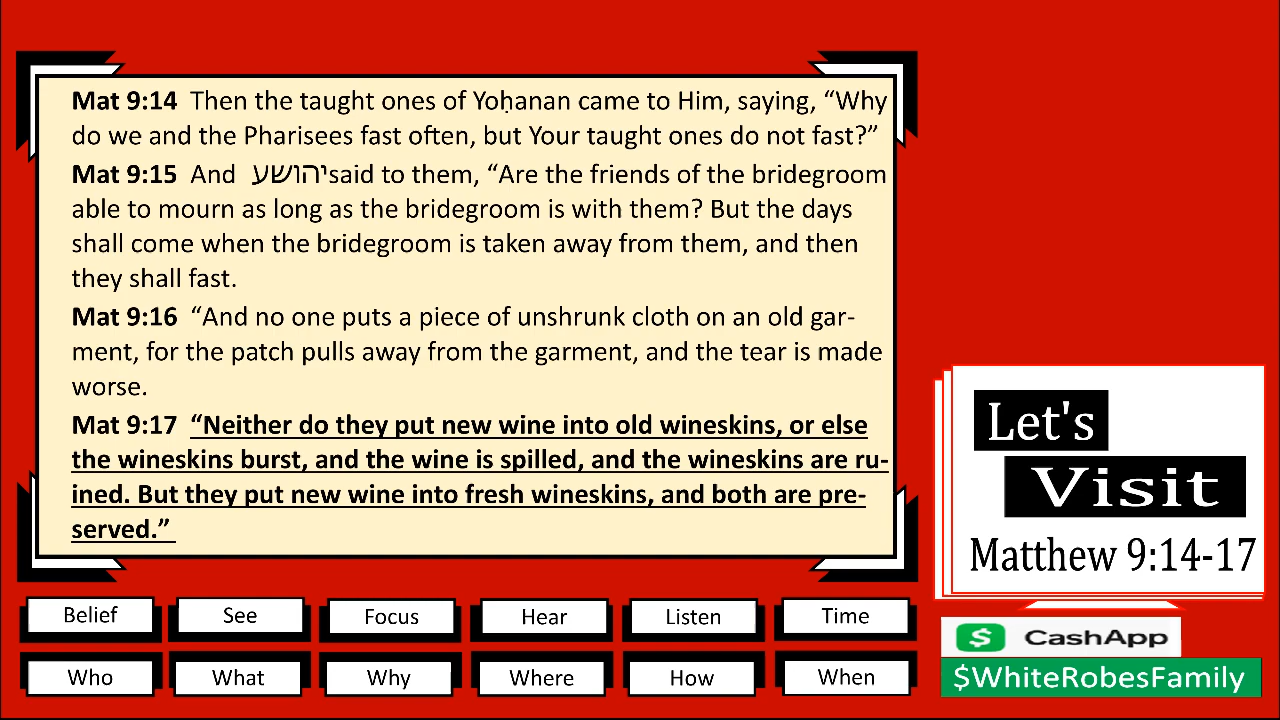 Mat 9:14 Then the taught ones of Yoḥanan came to Him, saying, “Why
do we and the Pharisees fast often, but Your taught ones do not fast?”
Mat 9:15 And יהושע said to them, “Are the friends of the bridegroom
able to mourn as long as the bridegroom is with them? But the days
shall come when the bridegroom is taken away from them, and then
they shall fast.
Mat 9:16 “And no one puts a piece of unshrunk cloth on an old gar-
ment, for the patch pulls away from the garment, and the tear is made
worse.
Mat 9:17 “Neither do they put new wine into old wineskins, or else
the wineskins burst, and the wine is spilled, and the wineskins are ru-
ined. But they put new wine into fresh wineskins, and both are pre-
served.”
Let's
Visit
Matthew 9:14-17
Belief See Focus Hear Listen Time
Who What Why Where How When
$ CashApp
$WhiteRobesFamily